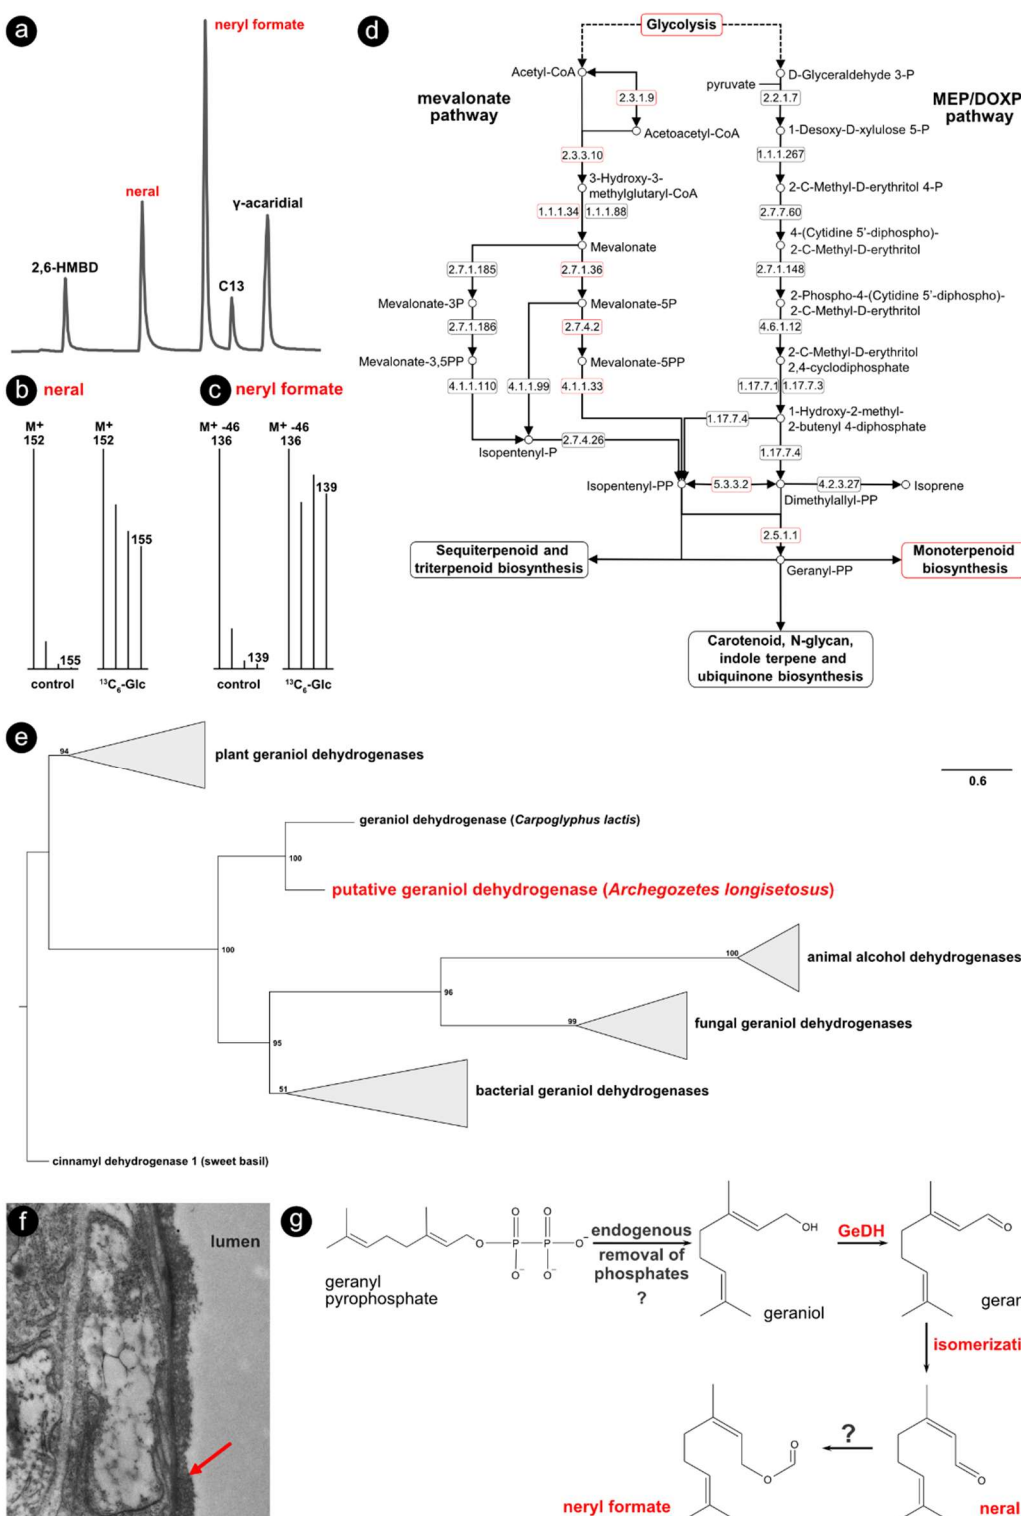 a
neryl formate
neral
γ-acaridial
2,6-HMBD
C13
b neral
c neryl formate
M⁺
152
M⁺
152
155
155
control
¹³C₆-Glc
M⁺ -46
136
M⁺ -46
136
139
139
control
¹³C₆-Glc
d
Glycolysis
mevalonate
pathway
MEP/DOXP
pathway
Acetyl-CoA
2.3.1.9
Acetoacetyl-CoA
2.3.3.10
3-Hydroxy-3-
methylglutaryl-CoA
1.1.1.34
1.1.1.88
Mevalonate
2.7.1.185
2.7.1.36
Mevalonate-3P
Mevalonate-5P
2.7.1.186
2.7.4.2
Mevalonate-3,5PP
Mevalonate-5PP
4.1.1.110
4.1.1.99
4.1.1.33
Isopentenyl-P
2.7.4.26
pyruvate
D-Glyceraldehyde 3-P
2.2.1.7
1-Desoxy-D-xylulose 5-P
1.1.1.267
2-C-Methyl-D-erythritol 4-P
2.7.7.60
4-(Cytidine 5'-diphospho)-
2-C-Methyl-D-erythritol
2.7.1.148
2-Phospho-4-(Cytidine 5'-diphospho)-
2-C-Methyl-D-erythritol
4.6.1.12
2-C-Methyl-D-erythritol
2,4-cyclodiphosphate
1.17.7.1
1.17.7.3
1-Hydroxy-2-methyl-
2-butenyl 4-diphosphate
1.17.7.4
1.17.7.4
Isopentenyl-PP
5.3.3.2
Dimethylallyl-PP
4.2.3.27
Isoprene
2.5.1.1
Geranyl-PP
Sequiterpenoid and
triterpenoid biosynthesis
Monoterpenoid
biosynthesis
Carotenoid, N-glycan,
indole terpene and
ubiquinone biosynthesis
e
94
plant geraniol dehydrogenases
0.6
geraniol dehydrogenase (Carpoglyphus lactis)
100
putative geraniol dehydrogenase (Archegozetes longisetosus)
100
100
animal alcohol dehydrogenases
96
99
fungal geraniol dehydrogenases
95
51
bacterial geraniol dehydrogenases
cinnamyl dehydrogenase 1 (sweet basil)
f
lumen
g
O
O
O
P
P
O⁻
O⁻
O⁻
geranyl
pyrophosphate
endogenous
removal of
phosphates
?
OH
geraniol
GeDH
O
geran
isomerizati
O
neral
?
O
O
neryl formate